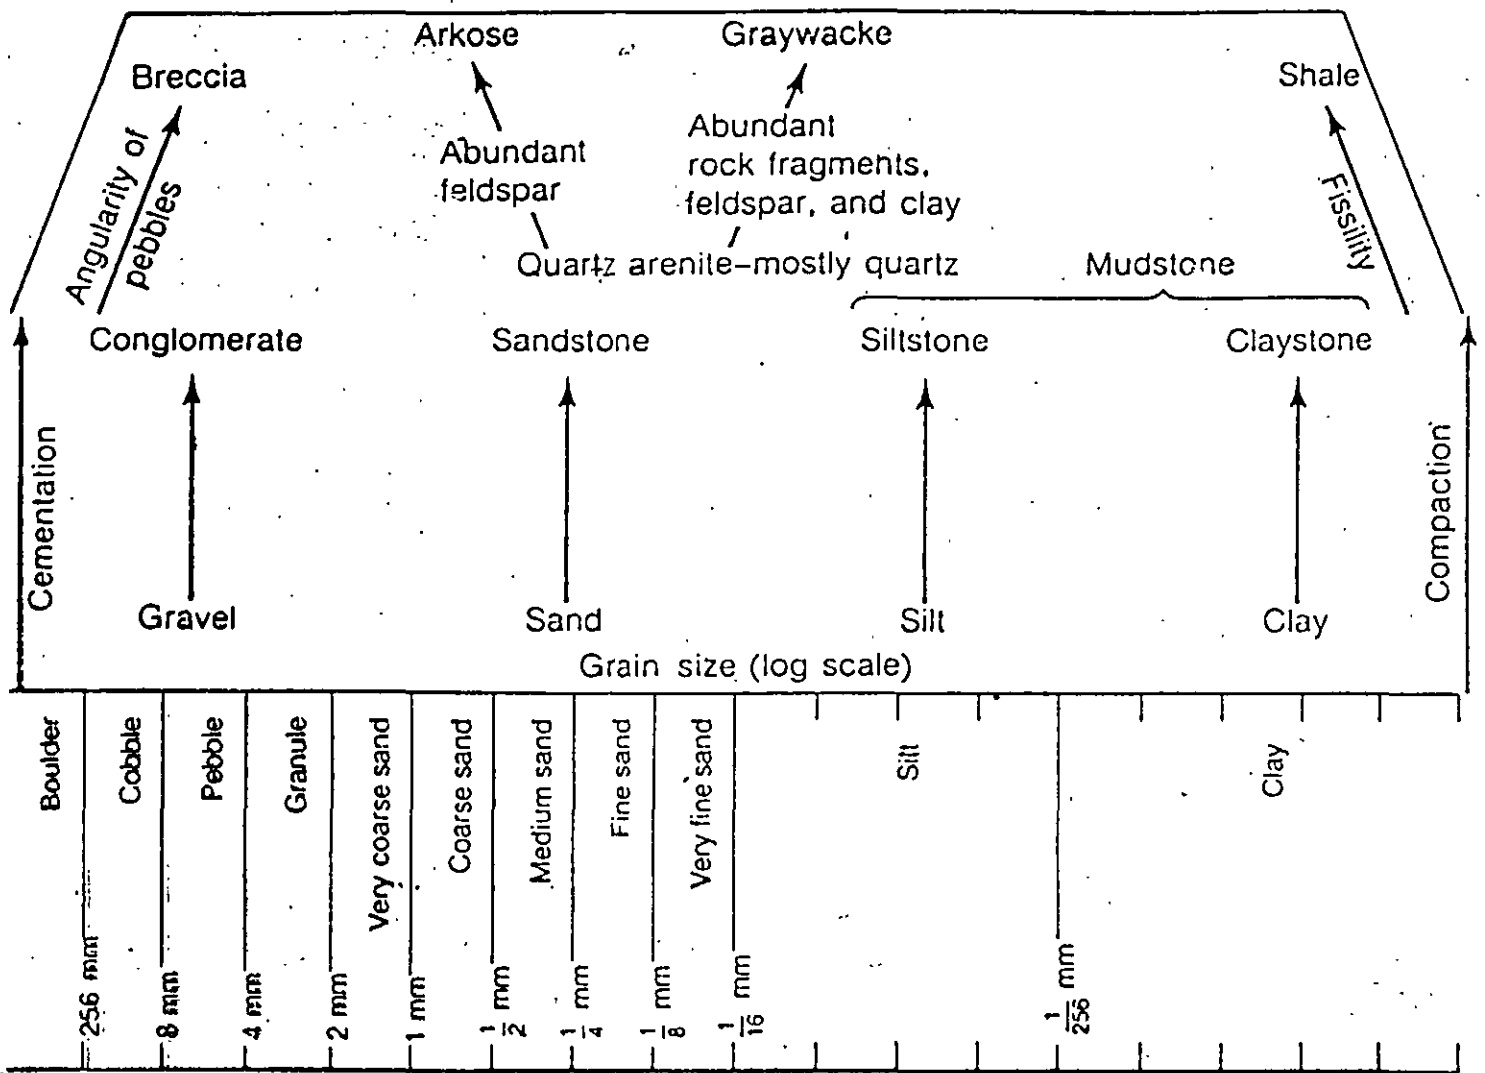 Arkose
Graywacke
Breccia
Shale
Angularity of
pebbles
Abundant
feldspar
Abundant
rock fragments,
feldspar, and clay
Fissility
Quartz arenite–mostly quartz
Mudstone
Conglomerate
Sandstone
Siltstone
Claystone
Cementation
Compaction
Gravel
Sand
Silt
Clay
Grain size (log scale)
Boulder
Cobble
Pebble
Granule
Very coarse sand
Coarse sand
Medium sand
Fine sand
Very fine sand
Silt
Clay
256 mm
8 mm
4 mm
2 mm
1 mm
1/2 mm
1/4 mm
1/8 mm
1/16 mm
1/256 mm